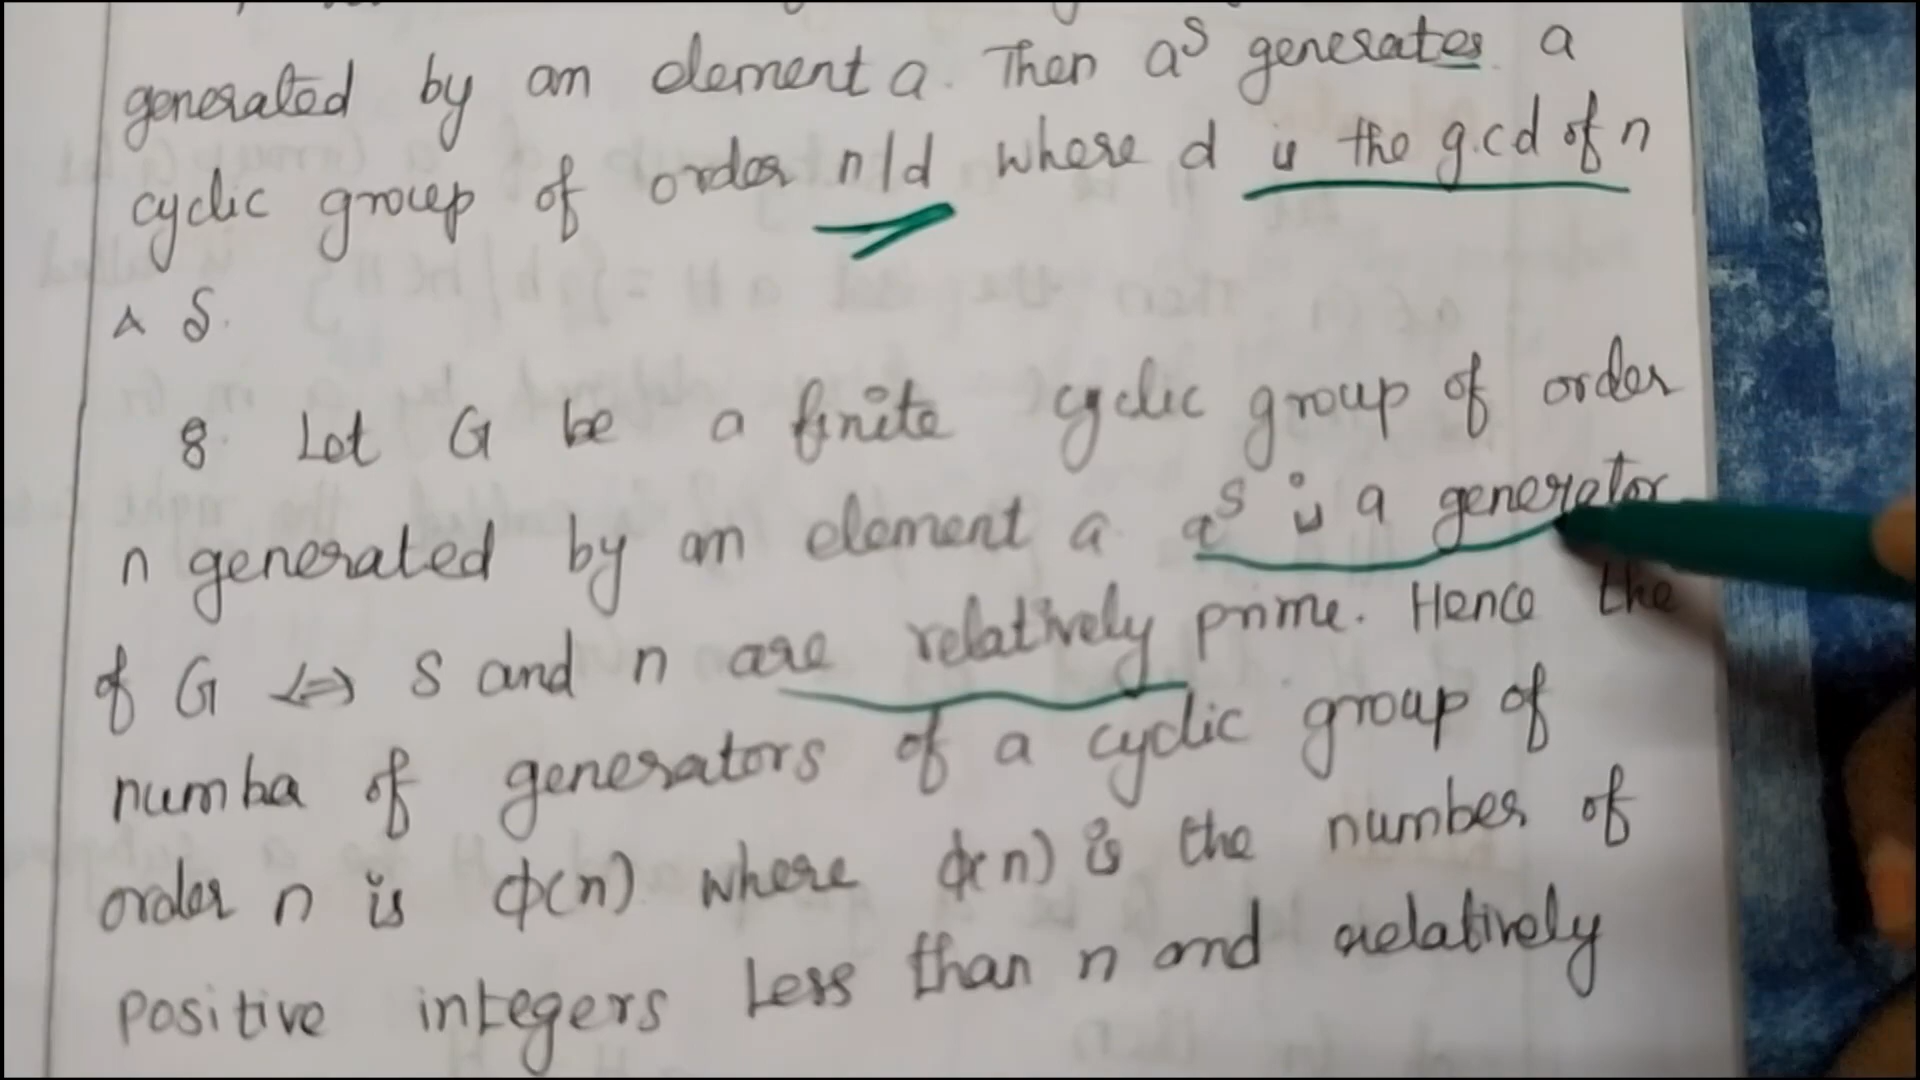 generated by an element a. Then a^s generates a
cyclic group of order n/d where d is the g.c.d of n
^ S.
8. Let G be a finite cyclic group of order
n generated by an element a. a^s is a generator
of G <=> S and n are relatively prime. Hence the
number of generators of a cyclic group of
order n is φ(n) where φ(n) is the number of
positive integers less than n and relatively